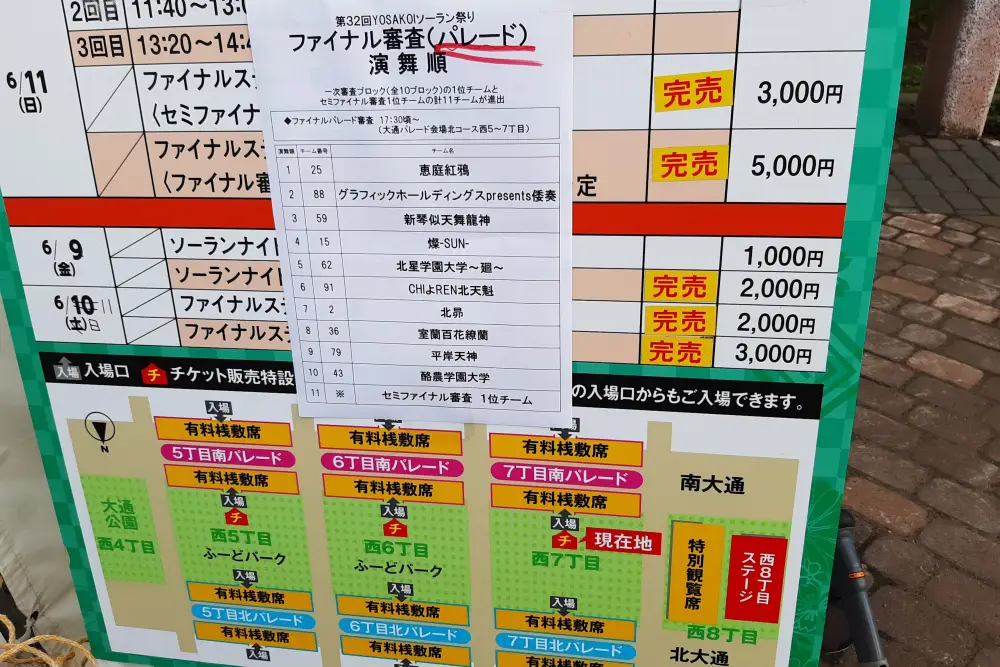 2回目
11:40~13:0
3回目
13:20~14:4
6/11
(日)
ファイナルス
(セミファイナル
完売
3,000円
ファイナルステ
(ファイナル審
定
完売
5,000円
6/9
(金)
ソーランナイト
1,000円
ソーランナイト
完売
2,000円
6/10
(土)
ファイナルス
完売
2,000円
ファイナルス
完売
3,000円
第32回YOSAKOIソーラン祭り
ファイナル審査(パレード)
演舞順
一次審査ブロック(全10ブロック)の1位チームと
セミファイナル審査1位チームの計11チームが進出
◆ファイナルパレード審査 17:30頃~
(大通パレード会場北コース西5~7丁目)
演舞順 チーム番号 チーム名
1 25 恵庭紅鴉
2 88 グラフィックホールディングスpresents倭奏
3 59 新琴似天舞龍神
4 15 燦-SUN-
5 62 北星学園大学~廻~
6 91 CHIよREN北天魁
7 2 北昴
8 36 室蘭百花繚蘭
9 79 平岸天神
10 43 酪農学園大学
11 ※ セミファイナル審査 1位チーム
入場 入場口 チ チケット販売特設
の入場口からもご入場できます。
N
入場
有料桟敷席
5丁目南パレード
有料桟敷席
入場
チ
西5丁目
ふーどパーク
入場
有料桟敷席
5丁目北パレード
有料桟敷席
入場
有料桟敷席
6丁目南パレード
有料桟敷席
入場
チ
西6丁目
ふーどパーク
入場
有料桟敷席
6丁目北パレード
有料桟敷席
有料桟敷席
7丁目南パレード
有料桟敷席
入場
チ
現在地
西7丁目
入場
有料桟敷席
7丁目北パレード
有料桟敷席
大通
公園
西4丁目
南大通
特別観覧席
西8丁目
ステージ
西8丁目
北大通